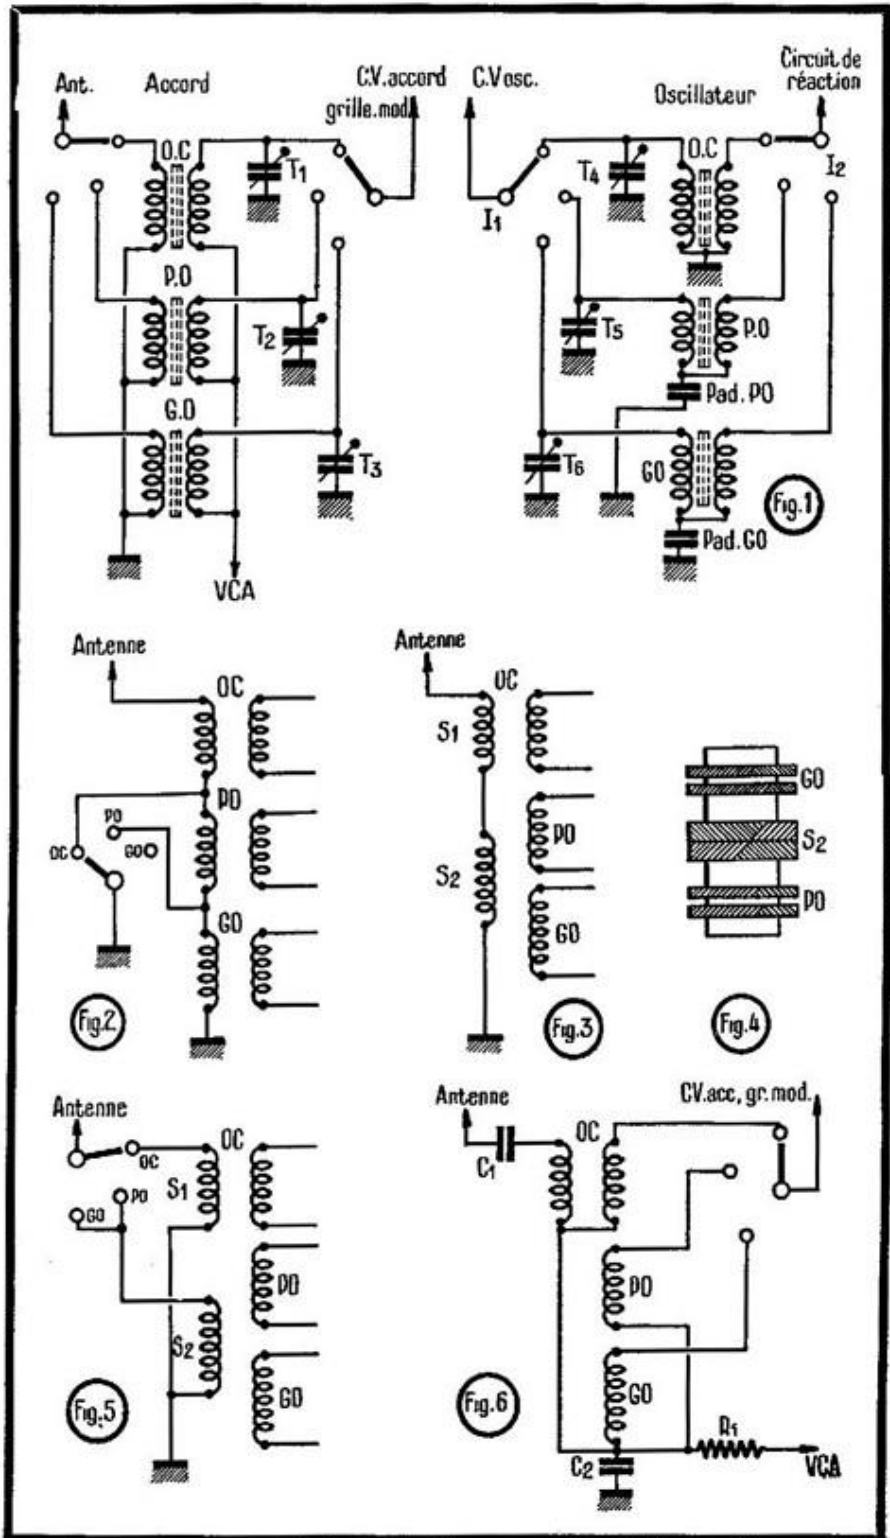 Ant.
Accord
C.V.accord
grille.mod.
C.Vosc.
Oscillateur
Circuit de
réaction
O.C
T1
I1
T4
O.C
I2
P.O
T2
T5
P.O
Pad. PO
G.O
T3
T6
GO
Pad.GO
Fig.1
VCA
Antenne
OC
PO
PO
OC
GO
GO
Fig.2
Antenne
OC
S1
PO
S2
GO
Fig.3
GO
S2
PO
Fig.4
Antenne
OC
OC
S1
PO
GO
PO
S2
GO
Fig.5
Antenne
CV.acc, gr.mod.
C1
OC
PO
GO
Fig.6
R1
C2
VCA